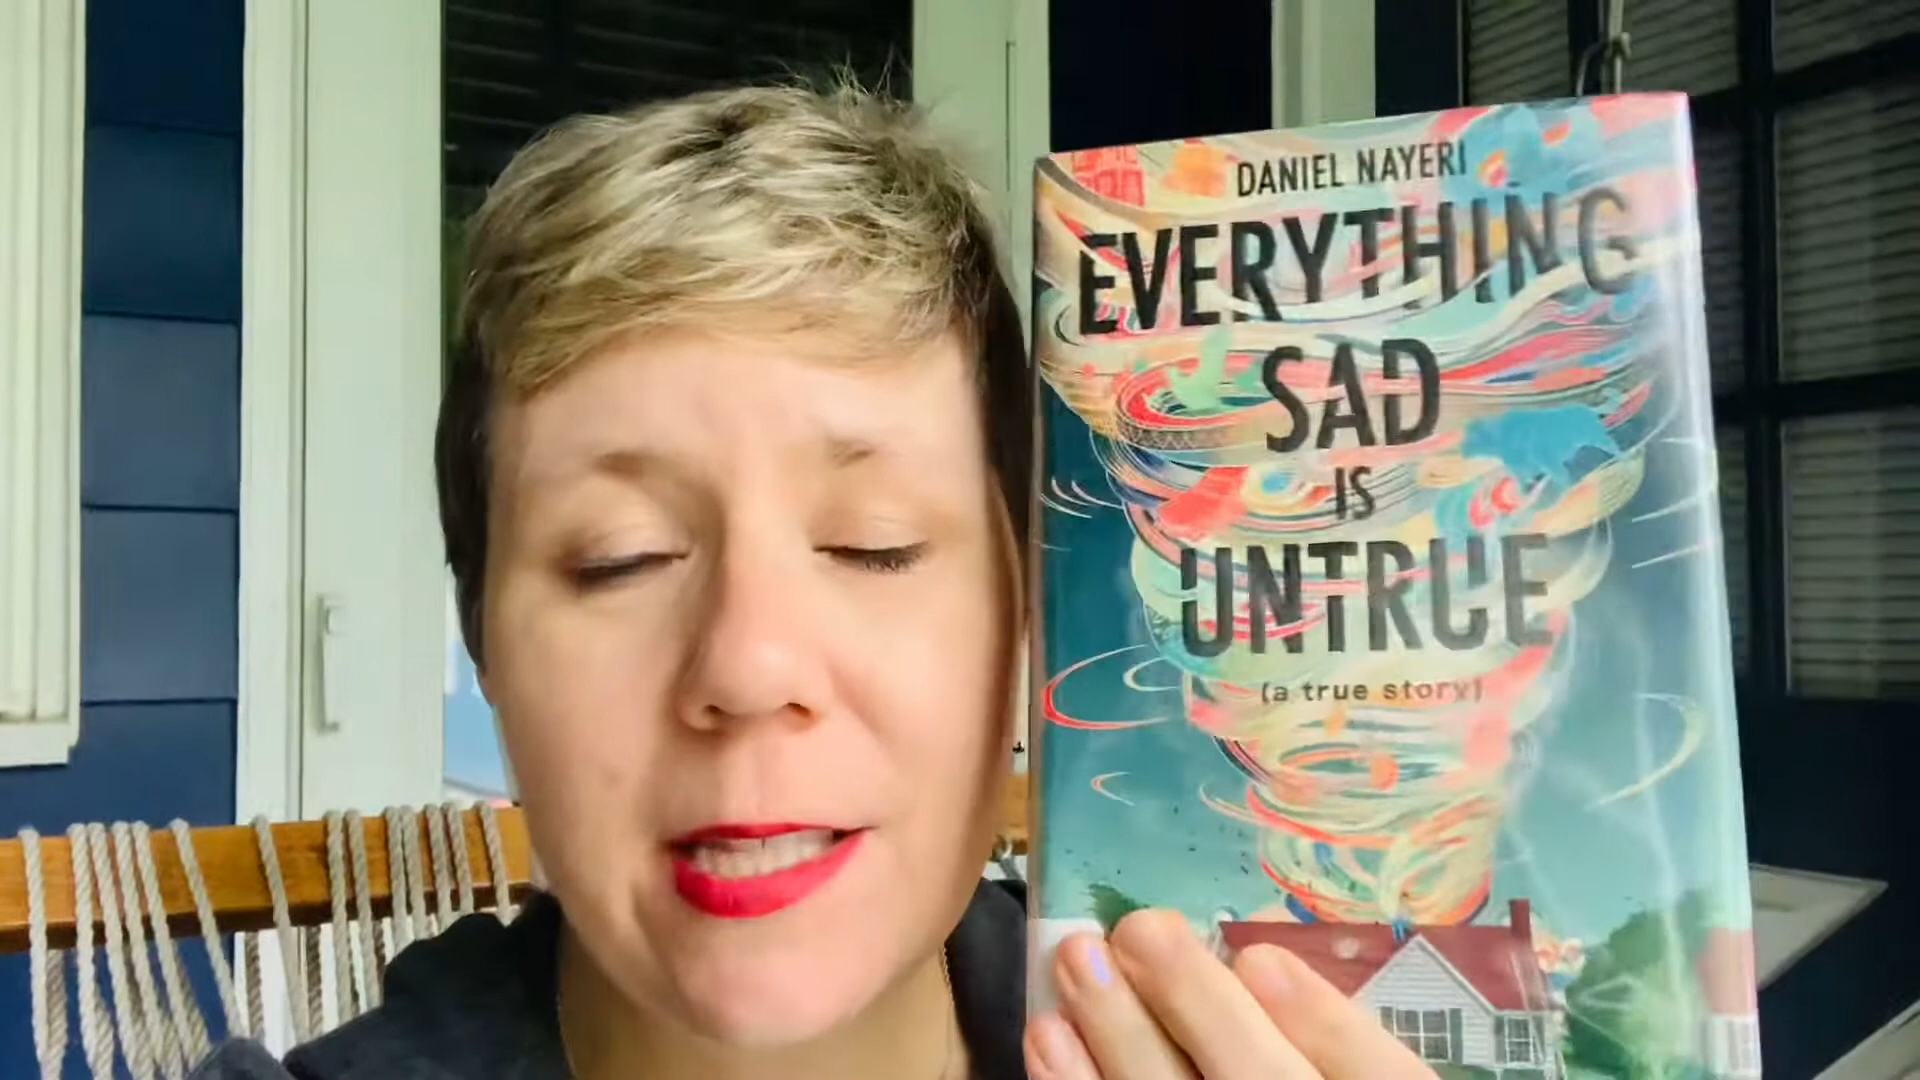 DANIEL NAYERI
EVERYTHING
SAD
IS
UNTRUE
(a true story)